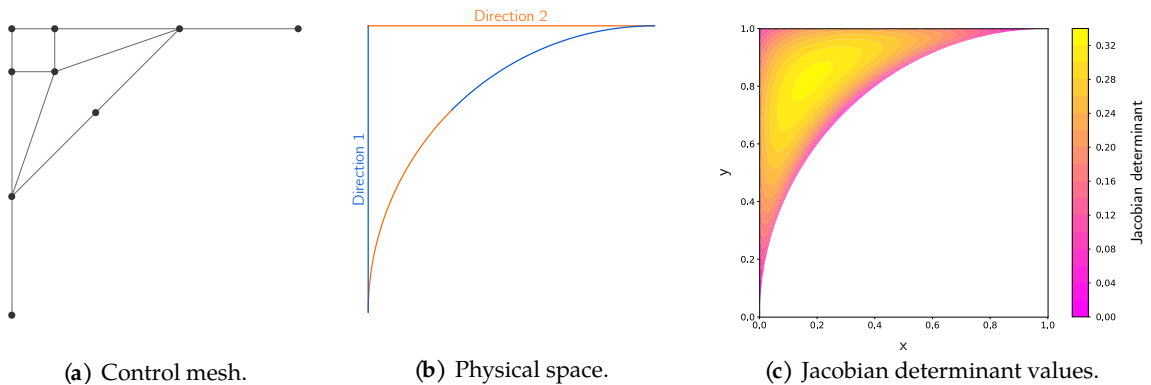 Direction 2
Direction 1
1.0
0.8
0.6
0.4
0.2
0.0
y
0.0 0.2 0.4 0.6 0.8 1.0
x
0.32
0.28
0.24
0.20
0.16
0.12
0.08
0.04
0.00
Jacobian determinant
(a) Control mesh.
(b) Physical space.
(c) Jacobian determinant values.